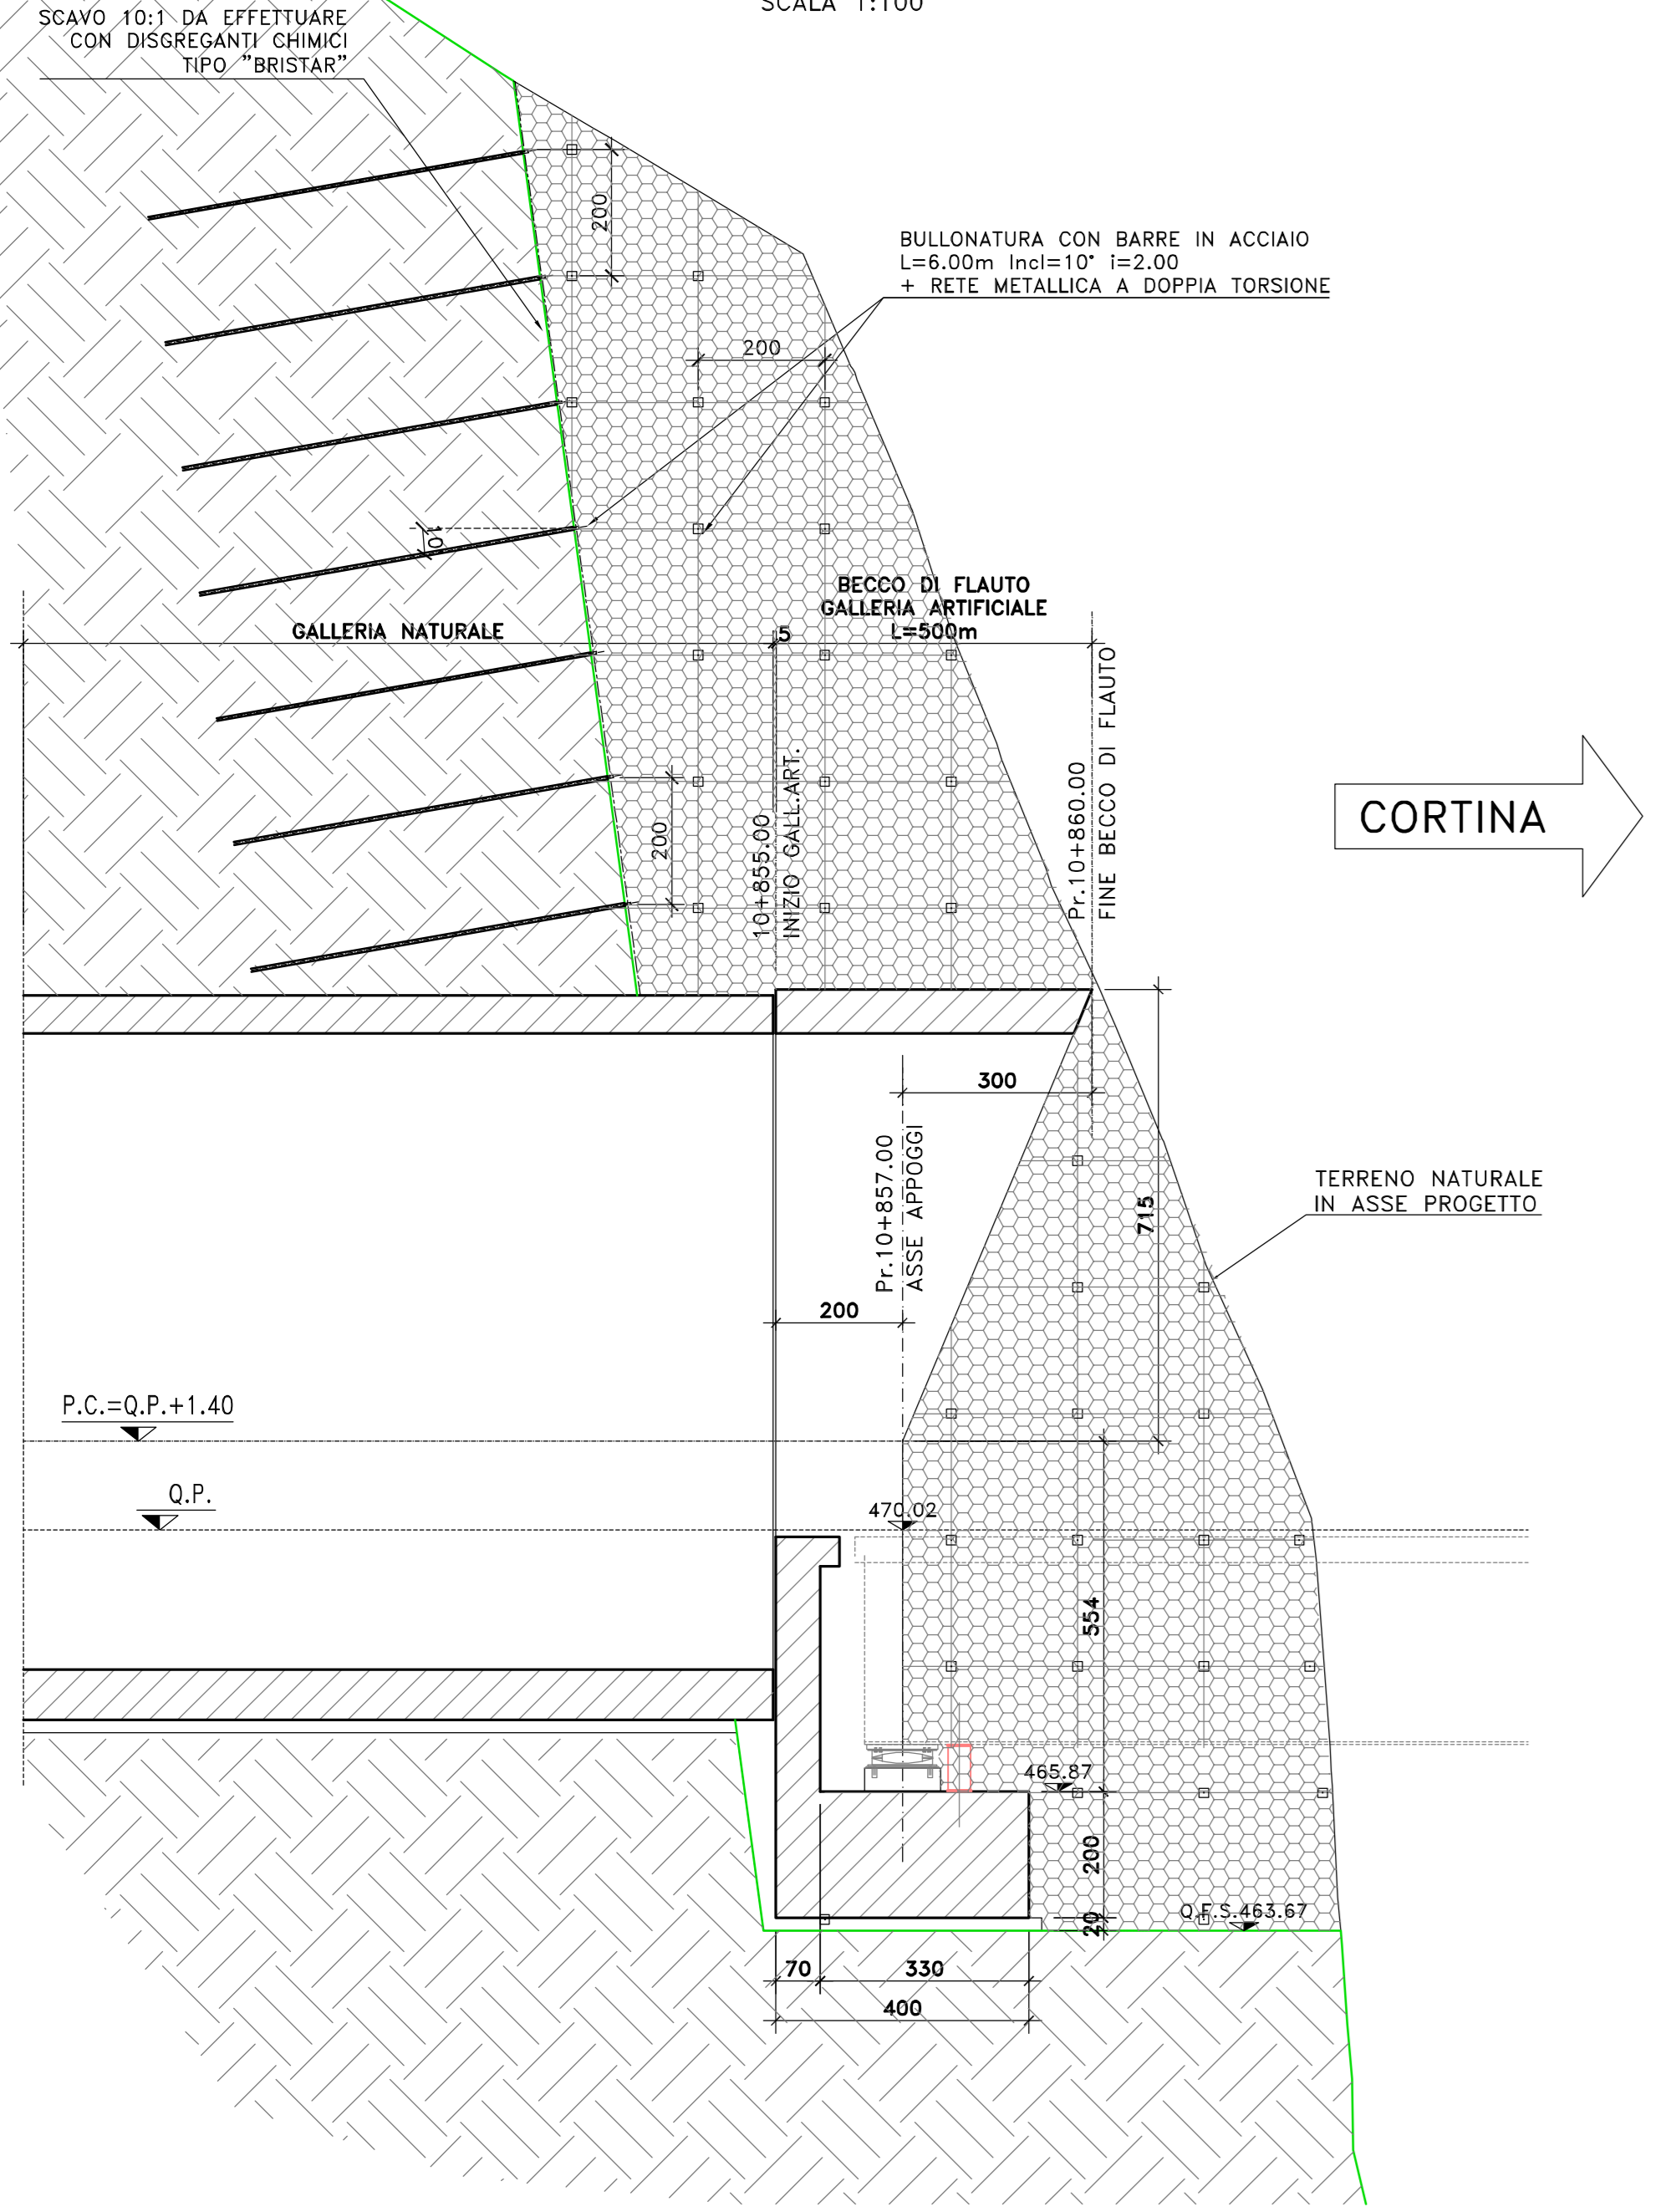 SCALA 1:100
SCAVO 10:1 DA EFFETTUARE
CON DISGREGANTI CHIMICI
TIPO "BRISTAR"
200
BULLONATURA CON BARRE IN ACCIAIO
L=6.00m Incl=10° i=2.00
+ RETE METALLICA A DOPPIA TORSIONE
200
10
BECCO DI FLAUTO
GALLERIA ARTIFICIALE
L=500m
GALLERIA NATURALE
5
200
10+855.00
INIZIO GALL.ART.
Pr.10+860.00
FINE BECCO DI FLAUTO
CORTINA
300
Pr.10+857.00
ASSE APPOGGI
715
TERRENO NATURALE
IN ASSE PROGETTO
200
P.C.=Q.P.+1.40
Q.P.
470.02
554
465.87
200
Q.F.S.463.67
20
70
330
400